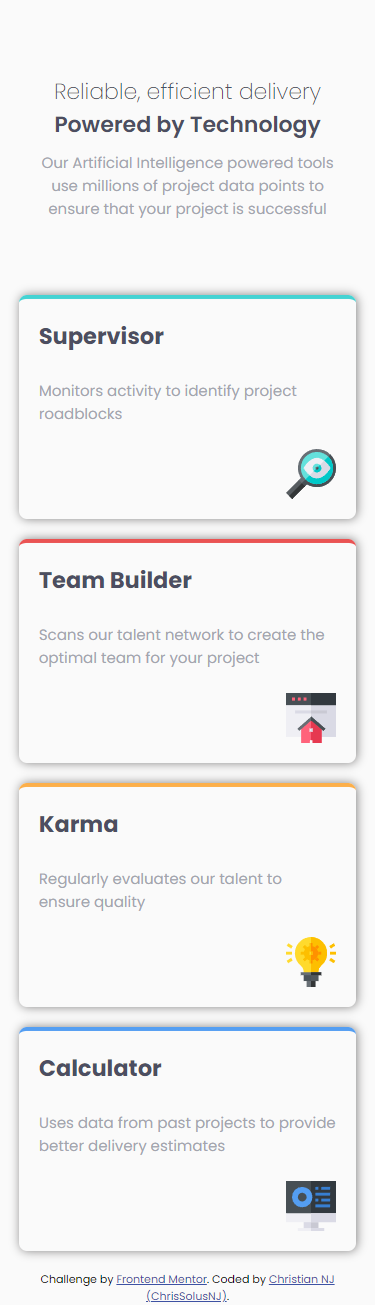 Reliable, efficient delivery
Powered by Technology
Our Artificial Intelligence powered tools
use millions of project data points to
ensure that your project is successful
Supervisor
Monitors activity to identify project
roadblocks
Team Builder
Scans our talent network to create the
optimal team for your project
Karma
Regularly evaluates our talent to
ensure quality
Calculator
Uses data from past projects to provide
better delivery estimates
Challenge by Frontend Mentor. Coded by Christian NJ
(ChrisSolusNJ).